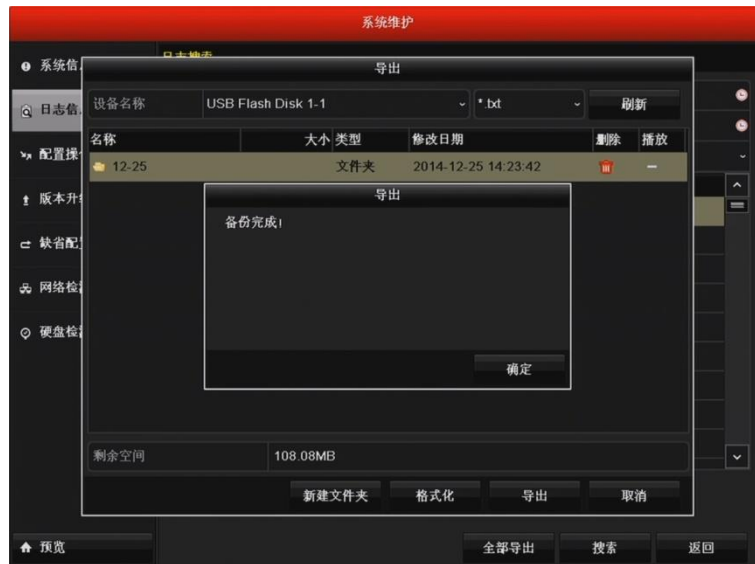 系统维护
系统信
日志搜索
导出
日志信
设备名称 USB Flash Disk 1-1 *.txt 刷新
名称 大小 类型 修改日期 删除 播放
配置操
12-25 文件夹 2014-12-25 14:23:42
版本升
导出
备份完成!
缺省配
网络检
硬盘检
确定
剩余空间 108.08MB
新建文件夹 格式化 导出 取消
预览 全部导出 搜索 返回